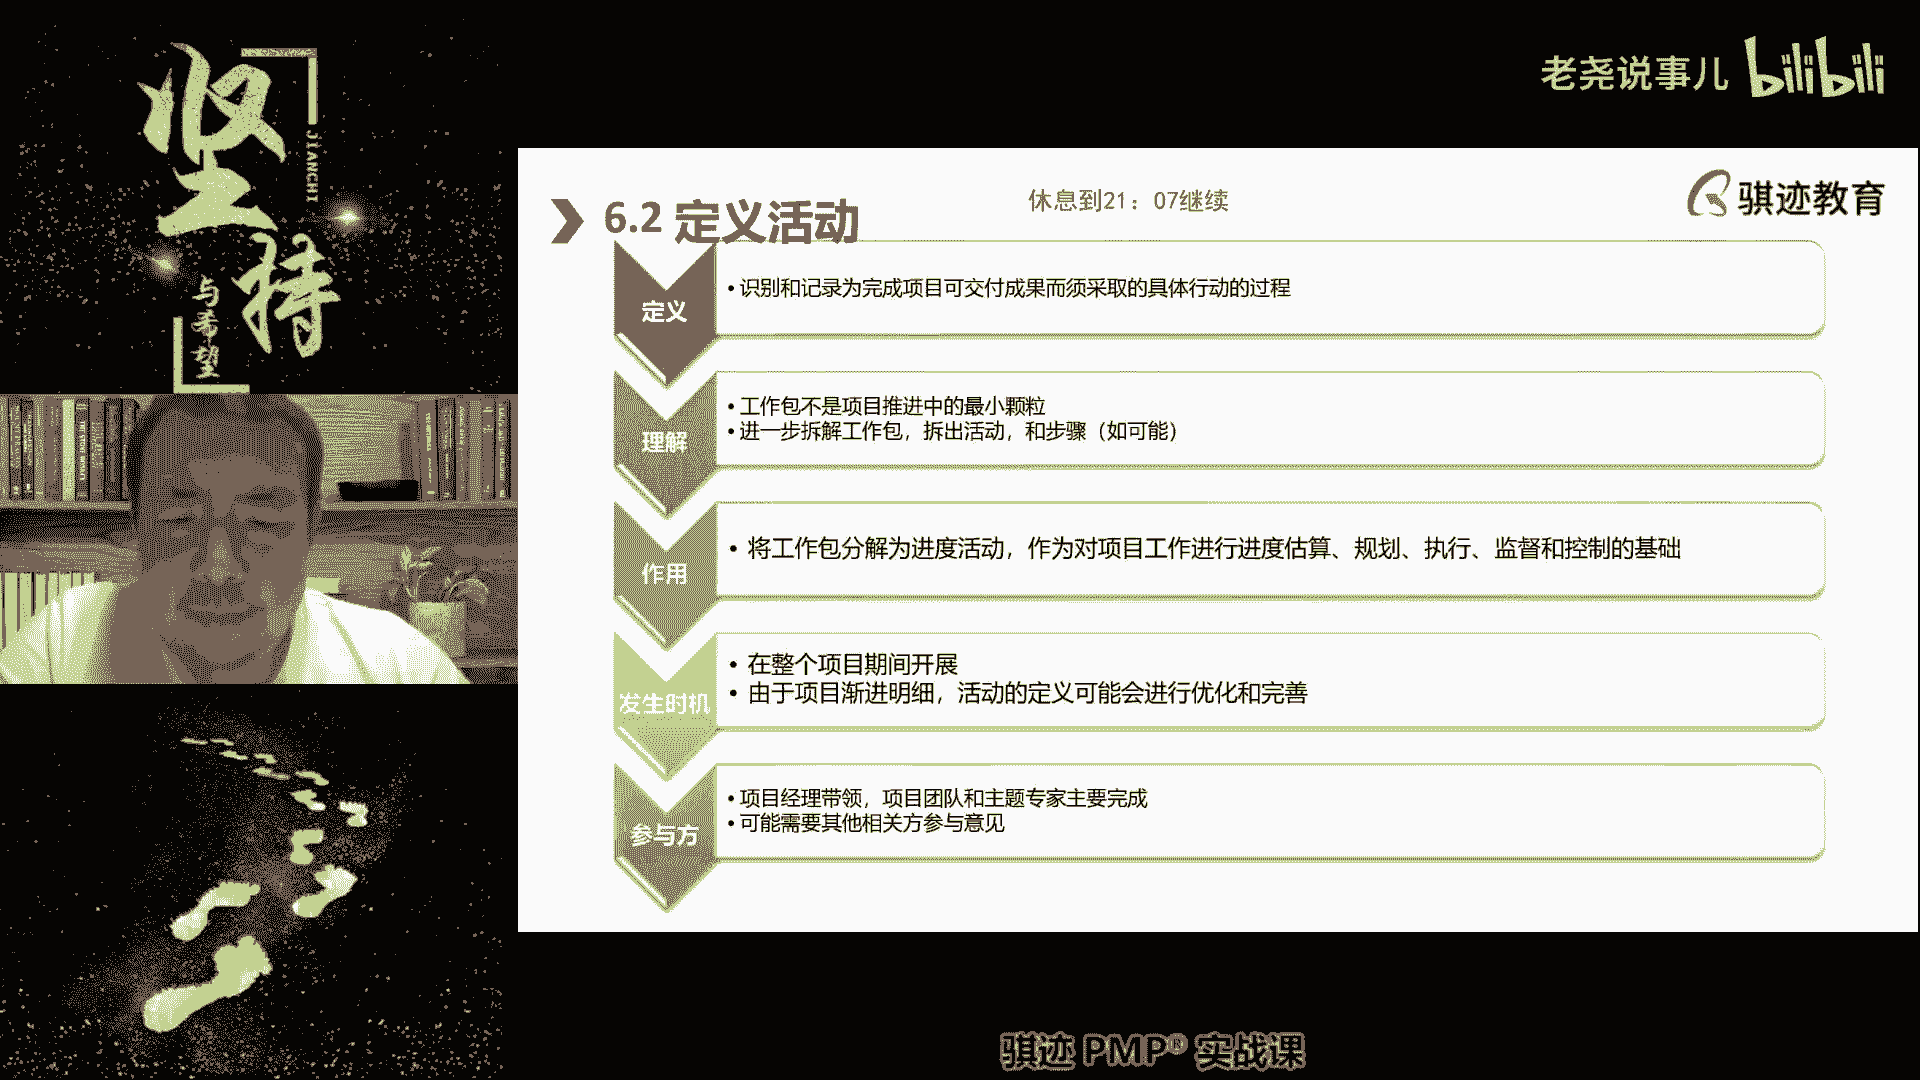 坚持
JIANCHI
与希望
老尧说事儿 bilibili
6.2 定义活动
休息到21：07继续
骐迹教育
定义
•识别和记录为完成项目可交付成果而须采取的具体行动的过程
理解
•工作包不是项目推进中的最小颗粒
•进一步拆解工作包，拆出活动，和步骤（如可能）
作用
• 将工作包分解为进度活动，作为对项目工作进行进度估算、规划、执行、监督和控制的基础
发生时机
• 在整个项目期间开展
• 由于项目渐进明细，活动的定义可能会进行优化和完善
参与方
•项目经理带领，项目团队和主题专家主要完成
•可能需要其他相关方参与意见
骐迹 PMP® 实战课